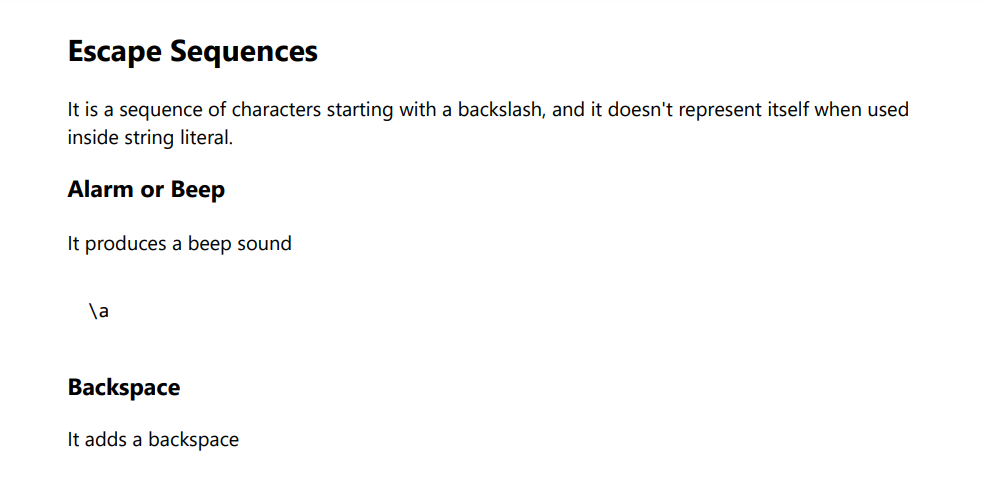 Escape Sequences
It is a sequence of characters starting with a backslash, and it doesn't represent itself when used
inside string literal.
Alarm or Beep
It produces a beep sound
\a
Backspace
It adds a backspace